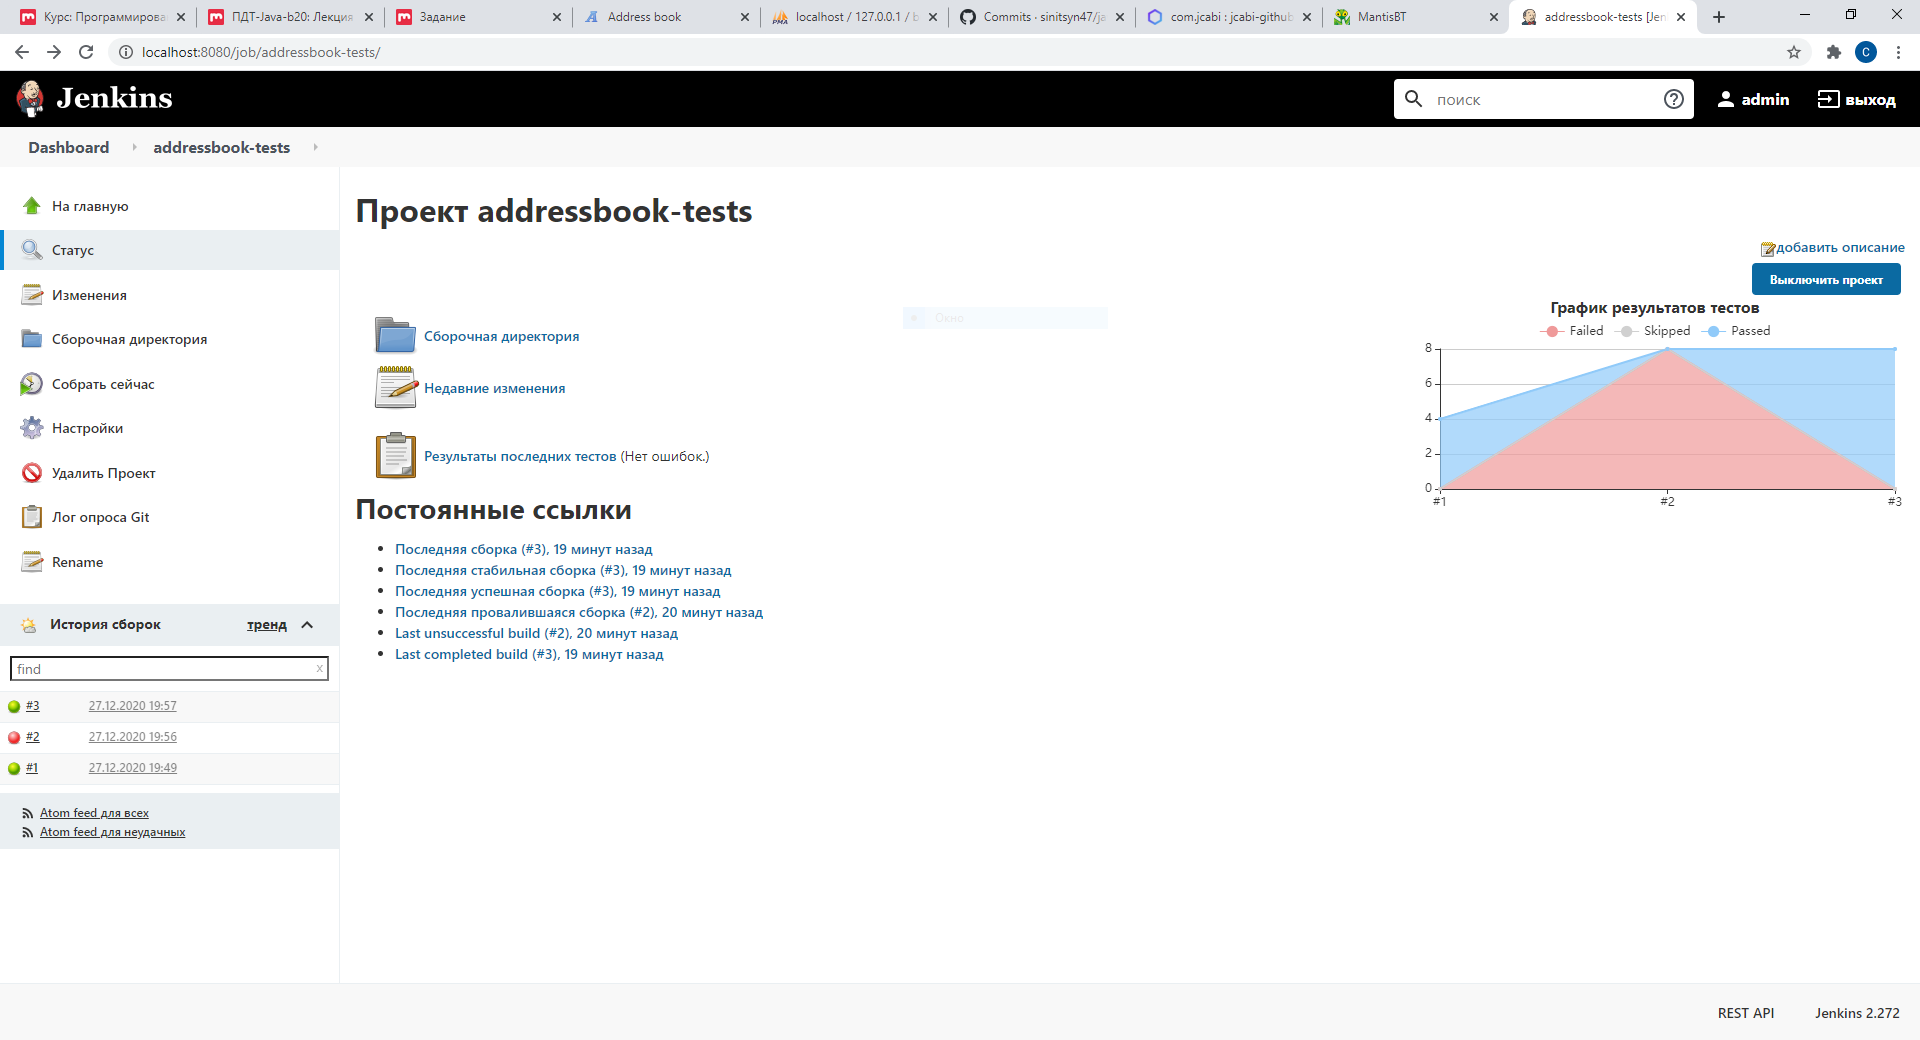 Курс: Программирова
ПДТ-Java-b20: Лекция
Задание
Address book
localhost / 127.0.0.1 / b
Commits · sinitsyn47/ja
com.jcabi : jcabi-github
MantisBT
addressbook-tests [Jen
localhost:8080/job/addressbook-tests/
C
Jenkins
поиск
admin
выход
Dashboard
addressbook-tests
На главную
Статус
Изменения
Сборочная директория
Собрать сейчас
Настройки
Удалить Проект
Лог опроса Git
Rename
История сборок
тренд
find
x
#3
27.12.2020 19:57
#2
27.12.2020 19:56
#1
27.12.2020 19:49
Atom feed для всех
Atom feed для неудачных
Проект addressbook-tests
добавить описание
Выключить проект
Окно
Сборочная директория
Недавние изменения
Результаты последних тестов (Нет ошибок.)
График результатов тестов
Failed
Skipped
Passed
8
6
4
2
0
#1
#2
#3
Постоянные ссылки
Последняя сборка (#3), 19 минут назад
Последняя стабильная сборка (#3), 19 минут назад
Последняя успешная сборка (#3), 19 минут назад
Последняя провалившаяся сборка (#2), 20 минут назад
Last unsuccessful build (#2), 20 минут назад
Last completed build (#3), 19 минут назад
REST API
Jenkins 2.272